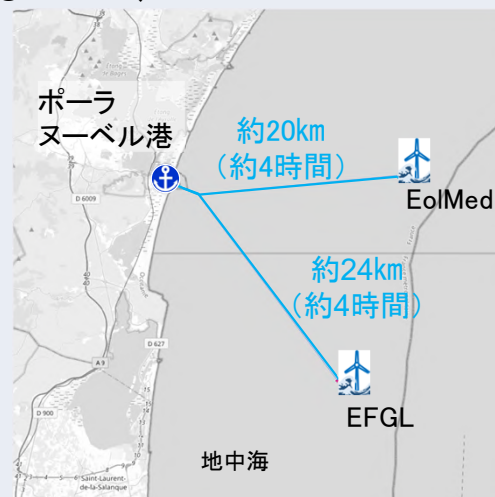 ポーラ
ヌーベル港
約20km
（約4時間）
EolMed
D 6009
約24km
（約4時間）
D 627
A 9
D 900
EFGL
地中海
Saint-Laurent-
de-la-Salanque